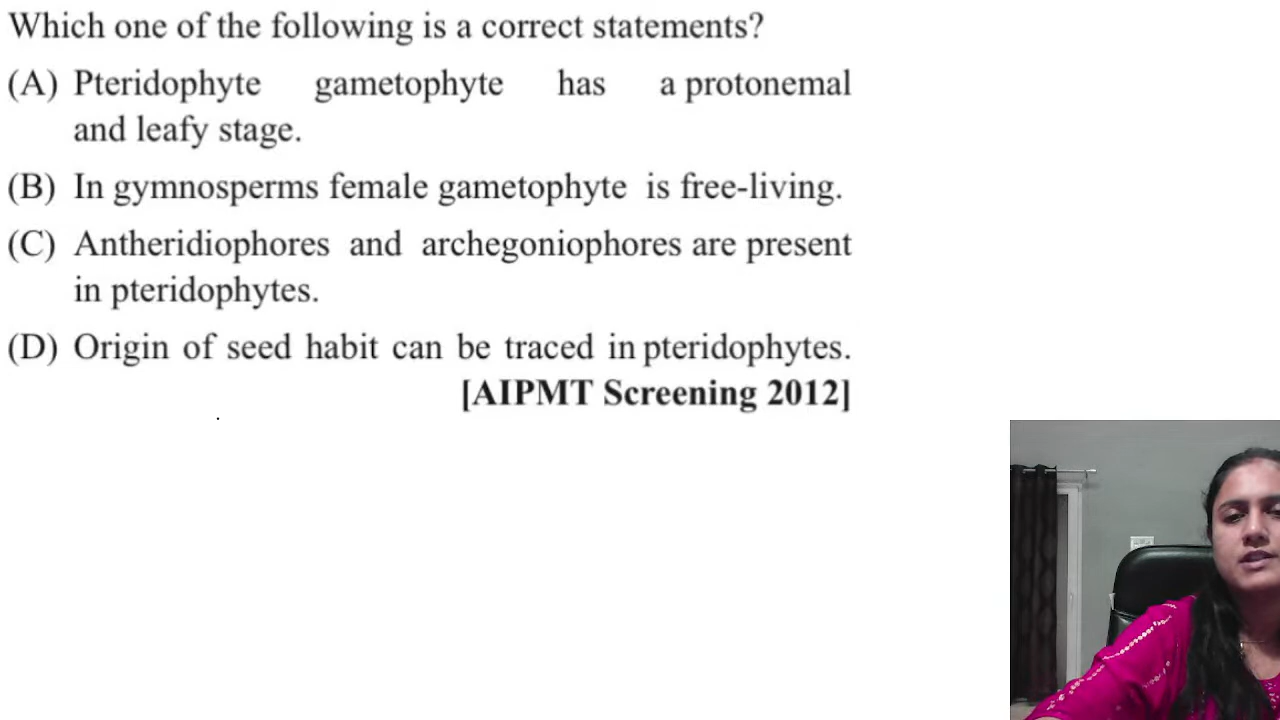 Which one of the following is a correct statements?
(A) Pteridophyte gametophyte has a protonemal
and leafy stage.
(B) In gymnosperms female gametophyte is free-living.
(C) Antheridiophores and archegoniophores are present
in pteridophytes.
(D) Origin of seed habit can be traced in pteridophytes.
[AIPMT Screening 2012]